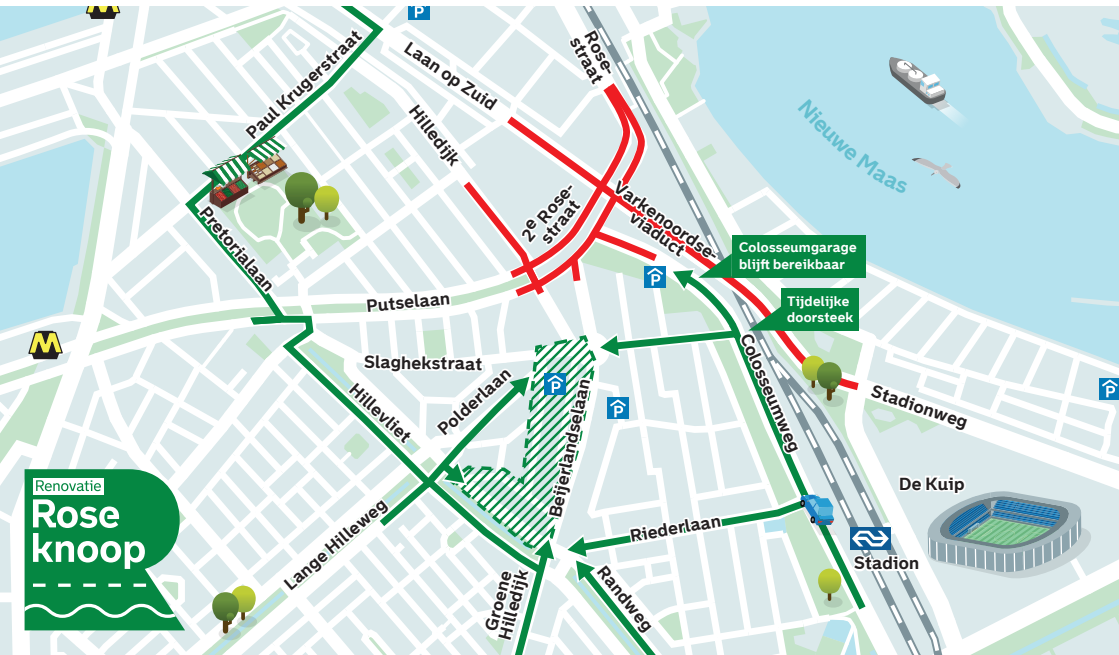 P
Rose-
straat
Laan op Zuid
Paul Krugerstraat
Hilledijk
Nieuwe Maas
2e Rose-
straat
Varkenoordse-
viaduct
Pretorialaan
Colosseumgarage
blijft bereikbaar
P
Tijdelijke
doorsteek
Putselaan
M
Slaghekstraat
Polderlaan
P
P
P
Hillevliet
Beijerlandselaan
Colosseumweg
Stadionweg
Renovatie
Rose
knoop
De Kuip
Riederlaan
Lange Hilleweg
Stadion
Groene
Hilledijk
Randweg